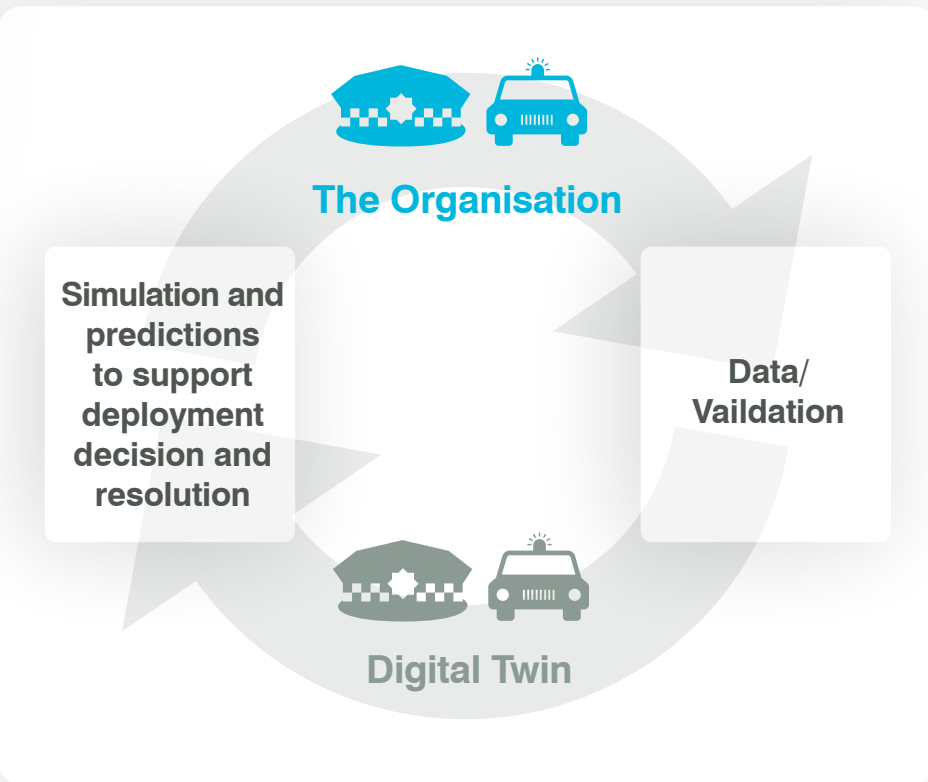 The Organisation
Simulation and
predictions
to support
deployment
decision and
resolution
Data/
Vaildation
Digital Twin